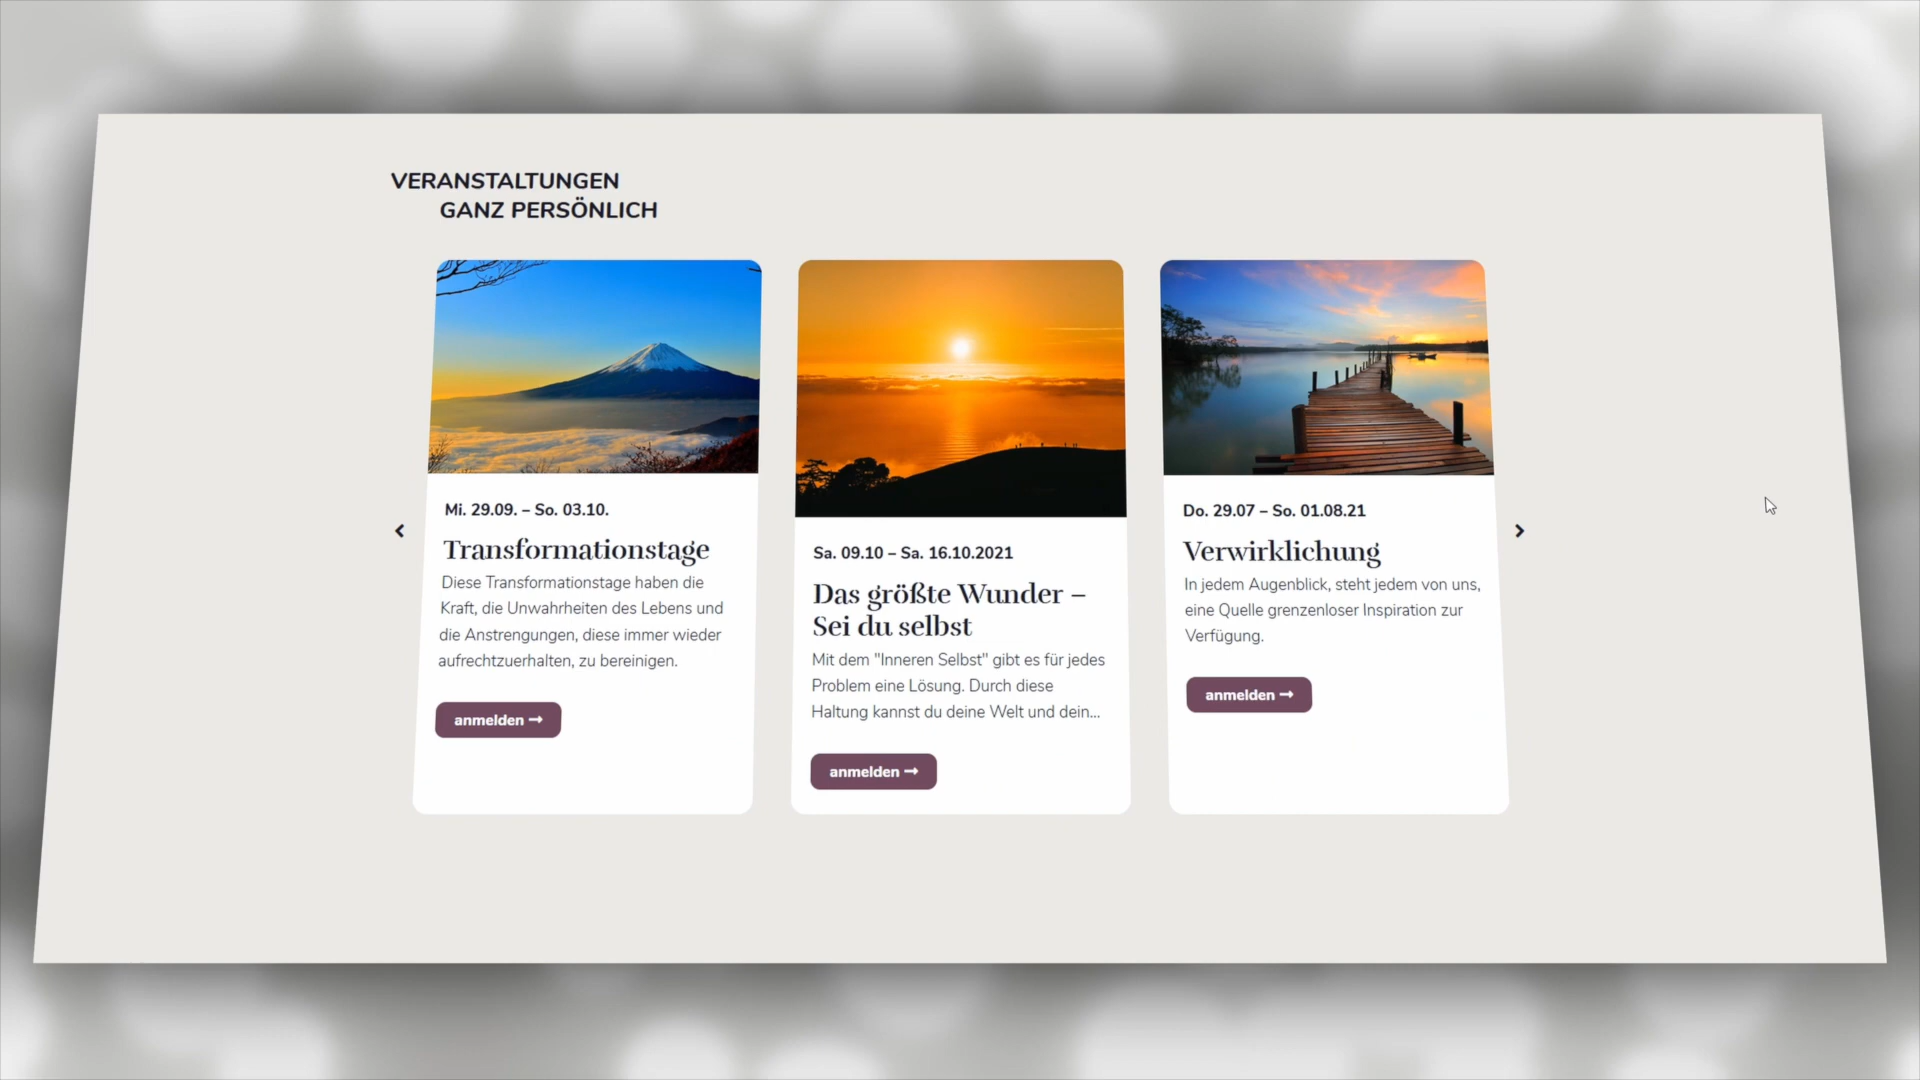 VERANSTALTUNGEN
GANZ PERSÖNLICH
Mi. 29.09. – So. 03.10.
Transformationstage
Diese Transformationstage haben die
Kraft, die Unwahrheiten des Lebens und
die Anstrengungen, diese immer wieder
aufrechtzuerhalten, zu bereinigen.
anmelden
Sa. 09.10 – Sa. 16.10.2021
Das größte Wunder –
Sei du selbst
Mit dem "Inneren Selbst" gibt es für jedes
Problem eine Lösung. Durch diese
Haltung kannst du deine Welt und dein...
anmelden
Do. 29.07 – So. 01.08.21
Verwirklichung
In jedem Augenblick, steht jedem von uns,
eine Quelle grenzenloser Inspiration zur
Verfügung.
anmelden